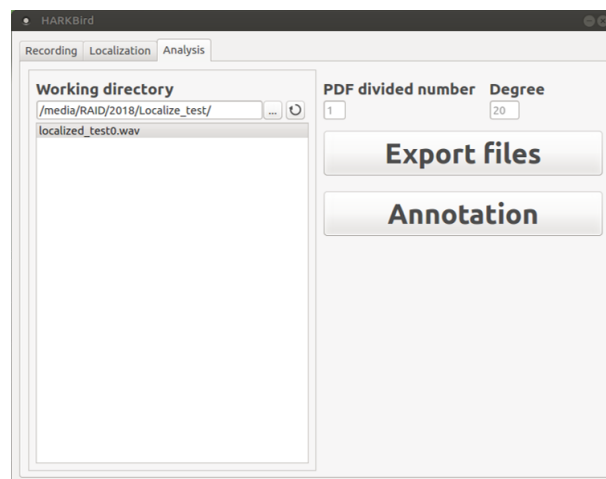 HARKBird
Recording Localization Analysis
Working directory
/media/RAID/2018/Localize_test/ ...
localized_test0.wav
PDF divided number Degree
1 20
Export files
Annotation